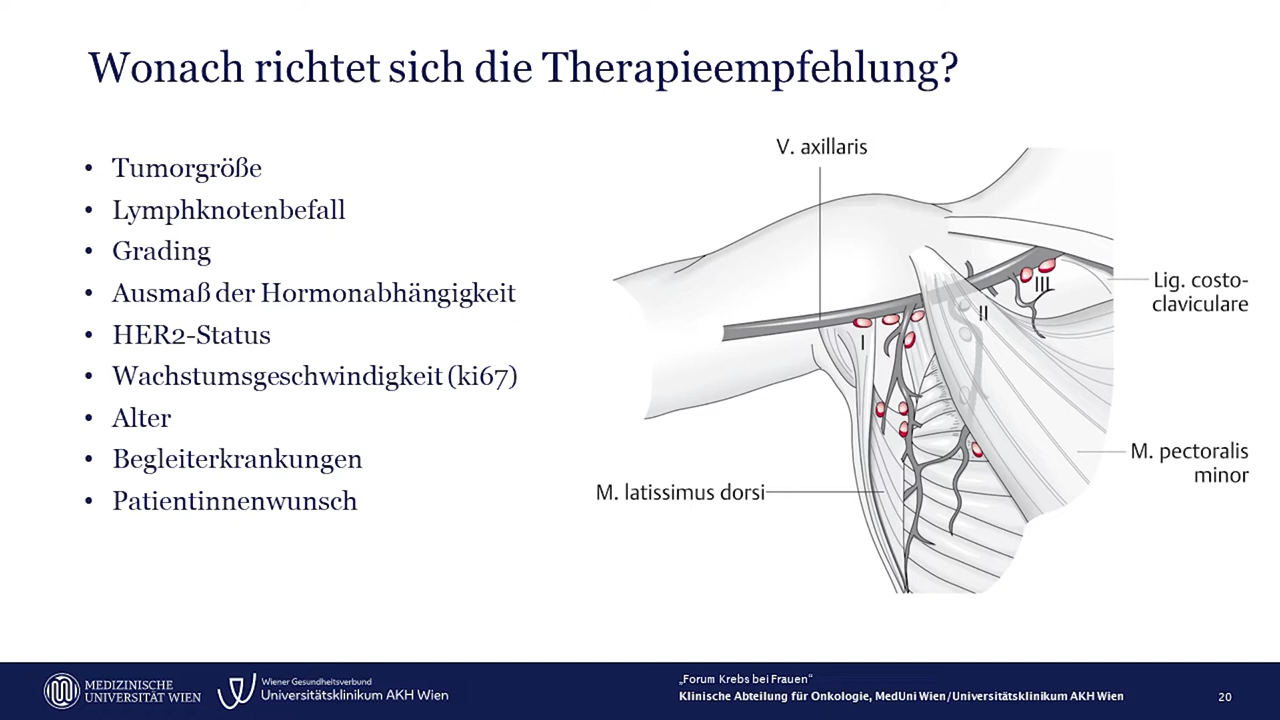 Wonach richtet sich die Therapieempfehlung?
• Tumorgröße
• Lymphknotenbefall
• Grading
• Ausmaß der Hormonabhängigkeit
• HER2-Status
• Wachstumsgeschwindigkeit (ki67)
• Alter
• Begleiterkrankungen
• Patientinnenwunsch
V. axillaris
Lig. costo-
claviculare
III
II
I
M. pectoralis
minor
M. latissimus dorsi
MEDIZINISCHE
UNIVERSITÄT WIEN
Wiener Gesundheitsverbund
Universitätsklinikum AKH Wien
„Forum Krebs bei Frauen“
Klinische Abteilung für Onkologie, MedUni Wien/Universitätsklinikum AKH Wien
20